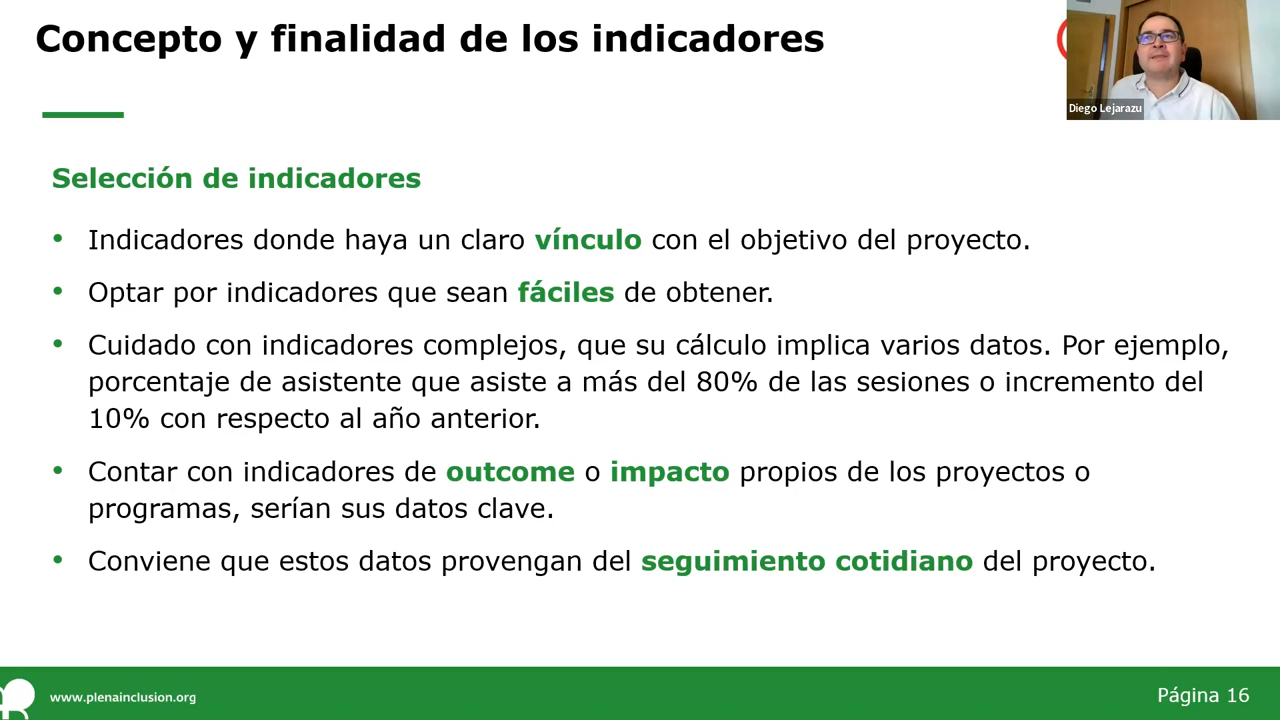 Concepto y finalidad de los indicadores
Diego Lejarazu
Selección de indicadores
• Indicadores donde haya un claro vínculo con el objetivo del proyecto.
• Optar por indicadores que sean fáciles de obtener.
• Cuidado con indicadores complejos, que su cálculo implica varios datos. Por ejemplo,
porcentaje de asistente que asiste a más del 80% de las sesiones o incremento del
10% con respecto al año anterior.
• Contar con indicadores de outcome o impacto propios de los proyectos o
programas, serían sus datos clave.
• Conviene que estos datos provengan del seguimiento cotidiano del proyecto.
www.plenainclusion.org
Página 16